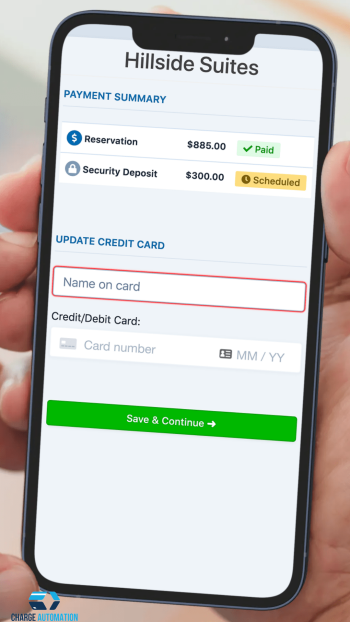 Hillside Suites
PAYMENT SUMMARY
Reservation $885.00 Paid
Security Deposit $300.00 Scheduled
UPDATE CREDIT CARD
Name on card
Credit/Debit Card:
Card number MM / YY
Save & Continue →
CHARGE AUTOMATION